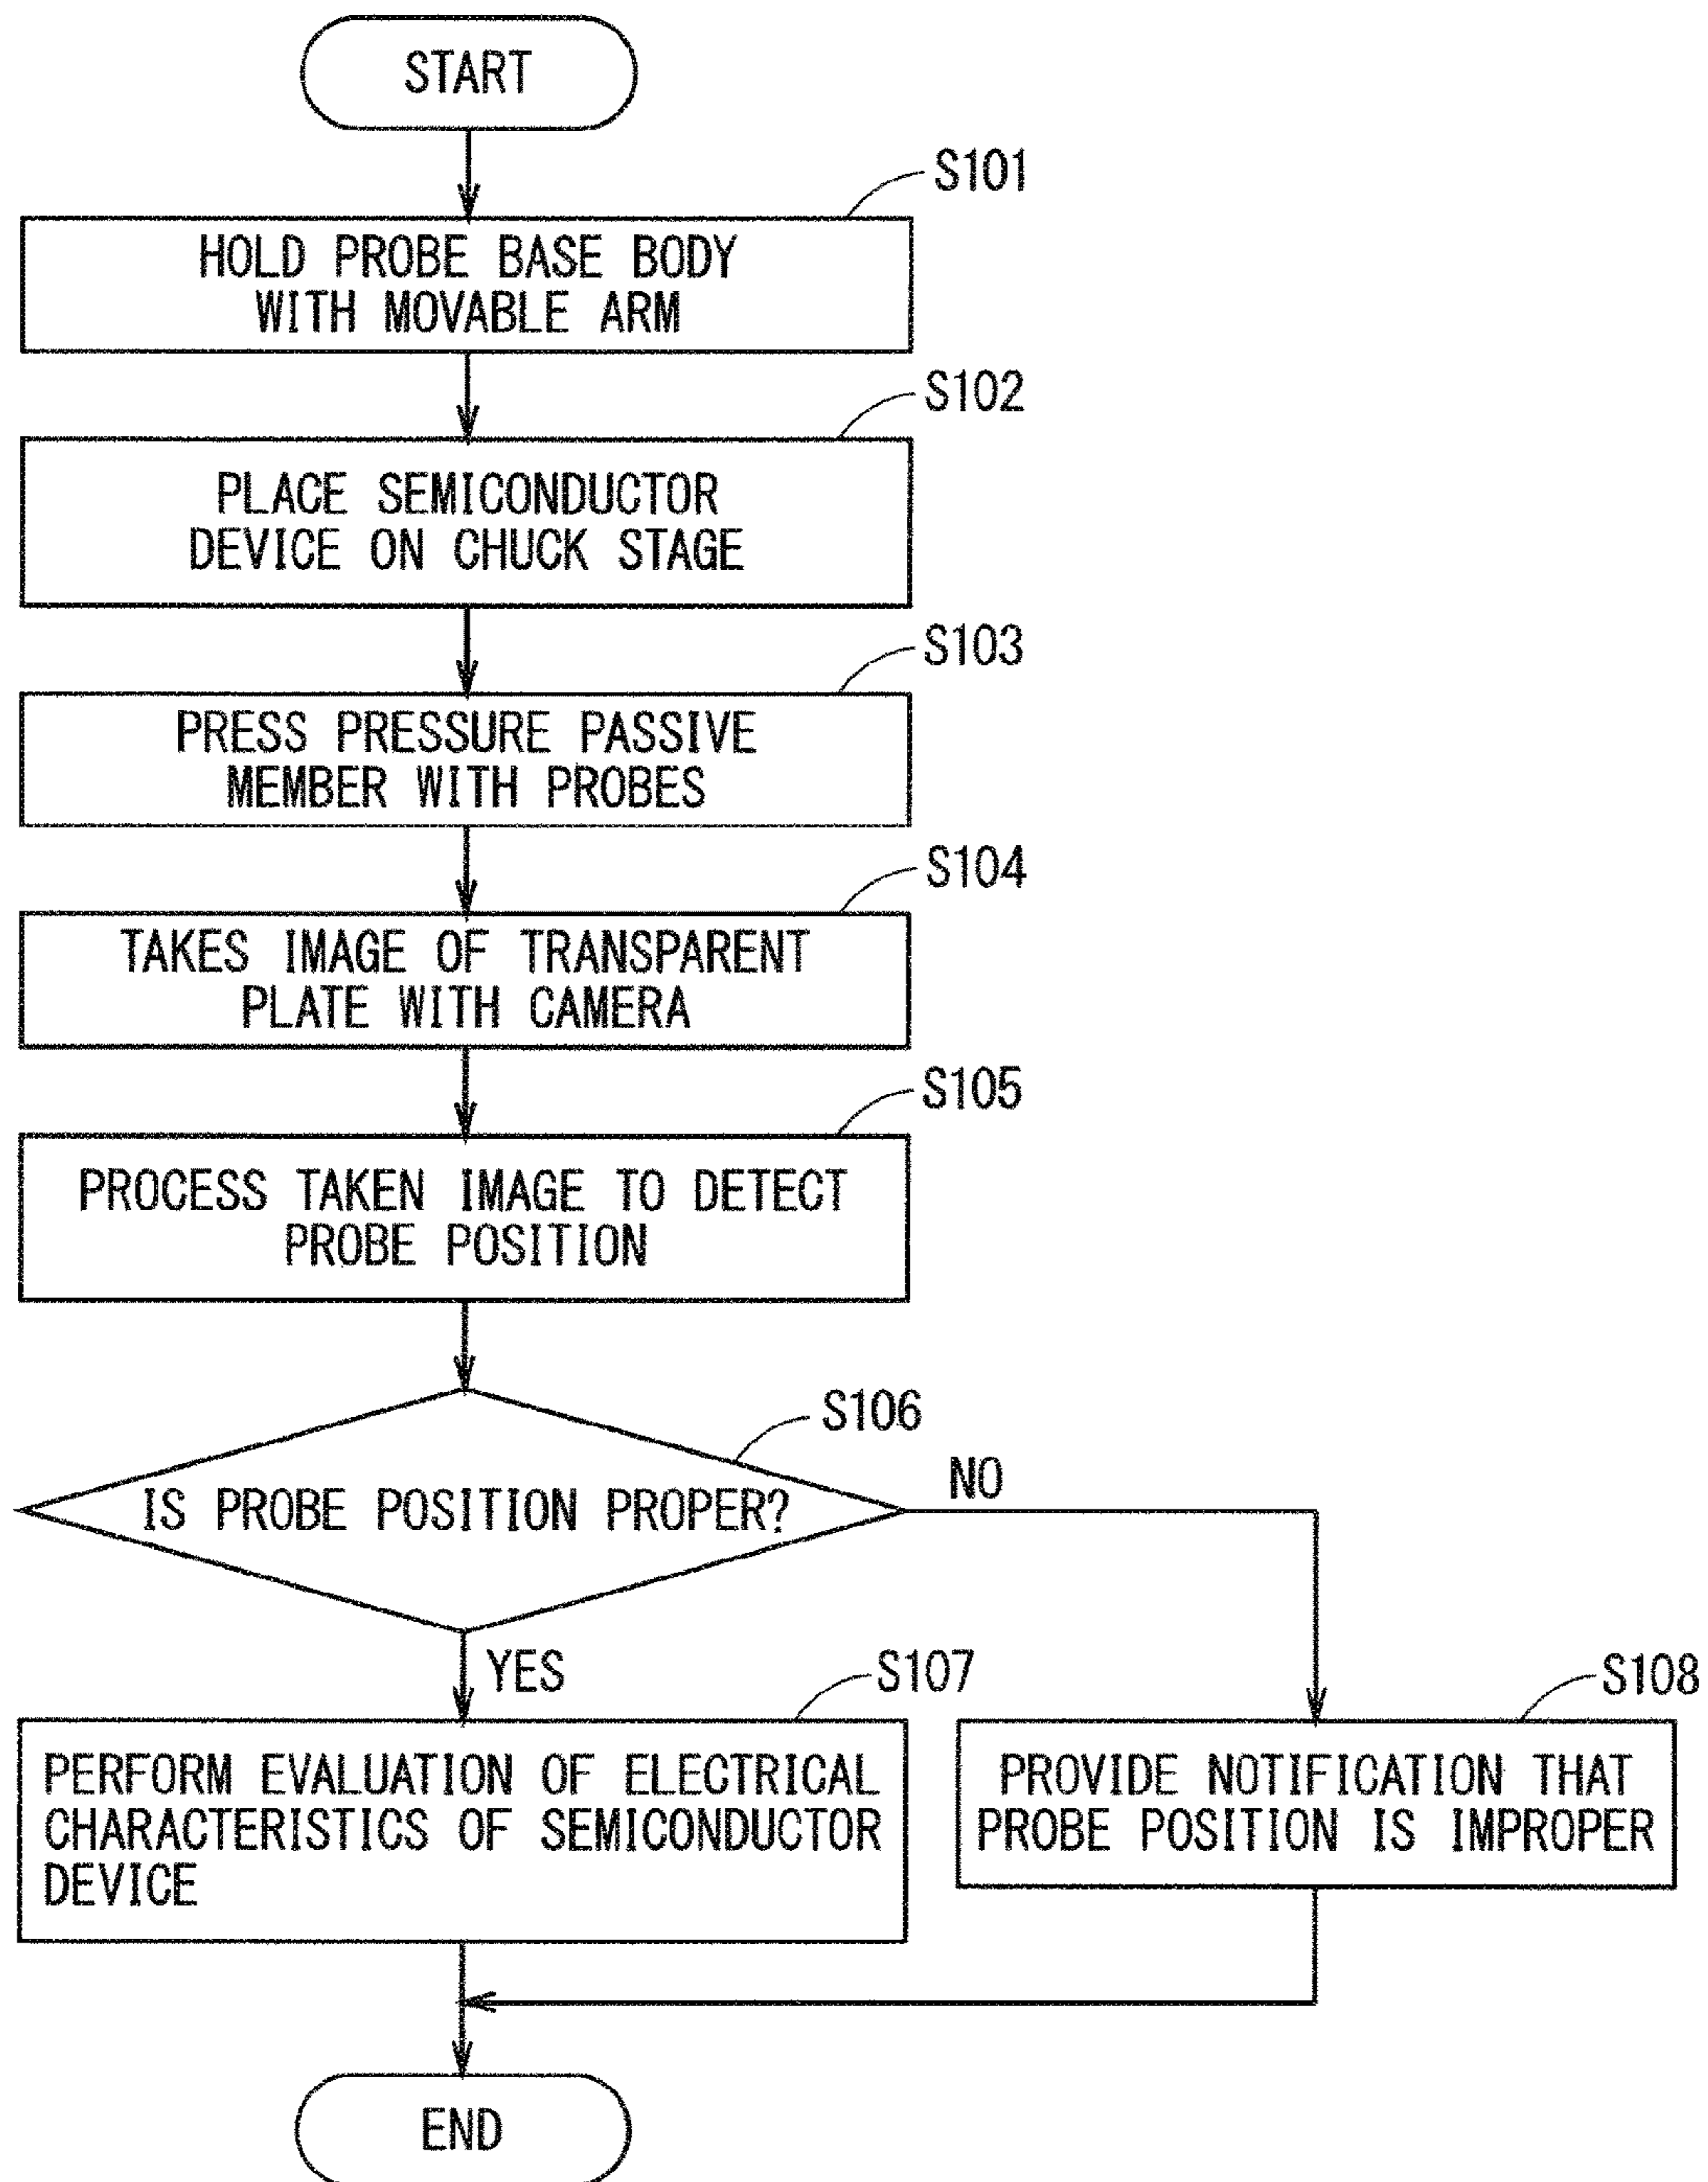 START
S101
HOLD PROBE BASE BODY
WITH MOVABLE ARM
S102
PLACE SEMICONDUCTOR
DEVICE ON CHUCK STAGE
S103
PRESS PRESSURE PASSIVE
MEMBER WITH PROBES
S104
TAKES IMAGE OF TRANSPARENT
PLATE WITH CAMERA
S105
PROCESS TAKEN IMAGE TO DETECT
PROBE POSITION
S106
IS PROBE POSITION PROPER?
NO
YES
S107
PERFORM EVALUATION OF ELECTRICAL
CHARACTERISTICS OF SEMICONDUCTOR
DEVICE
S108
PROVIDE NOTIFICATION THAT
PROBE POSITION IS IMPROPER
END